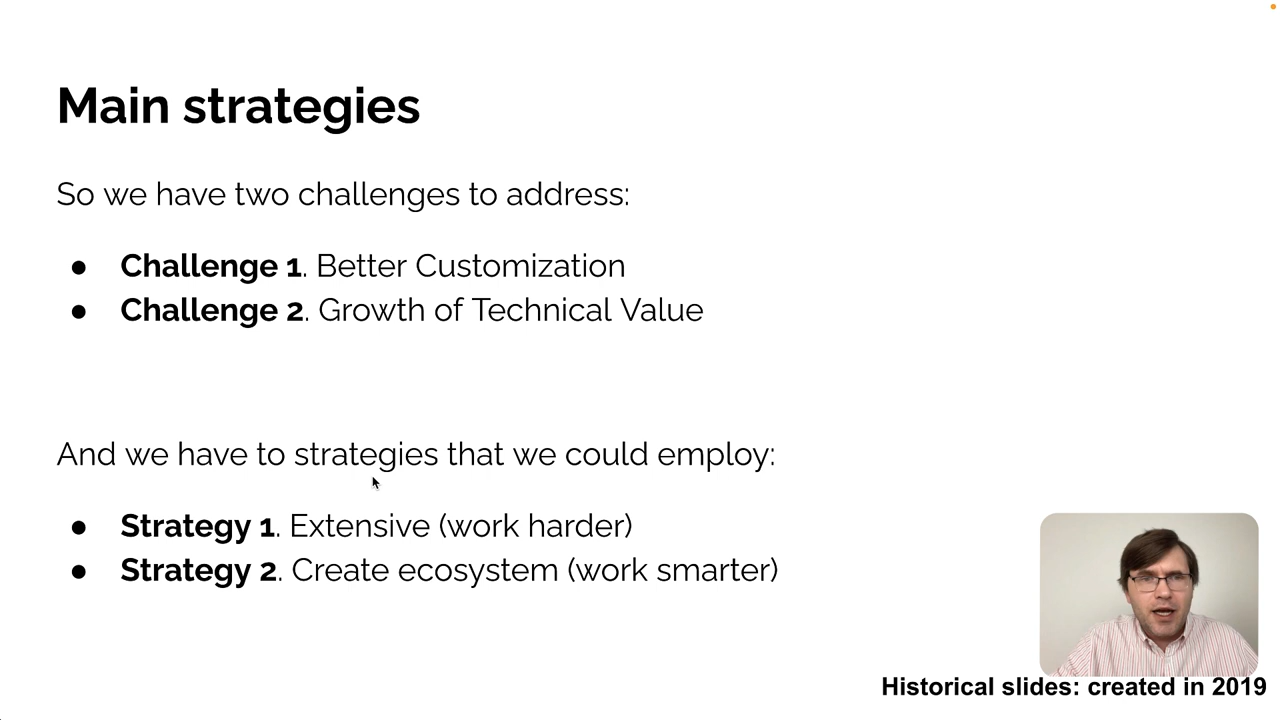 Main strategies
So we have two challenges to address:
● Challenge 1. Better Customization
● Challenge 2. Growth of Technical Value
And we have to strategies that we could employ:
● Strategy 1. Extensive (work harder)
● Strategy 2. Create ecosystem (work smarter)
Historical slides: created in 2019